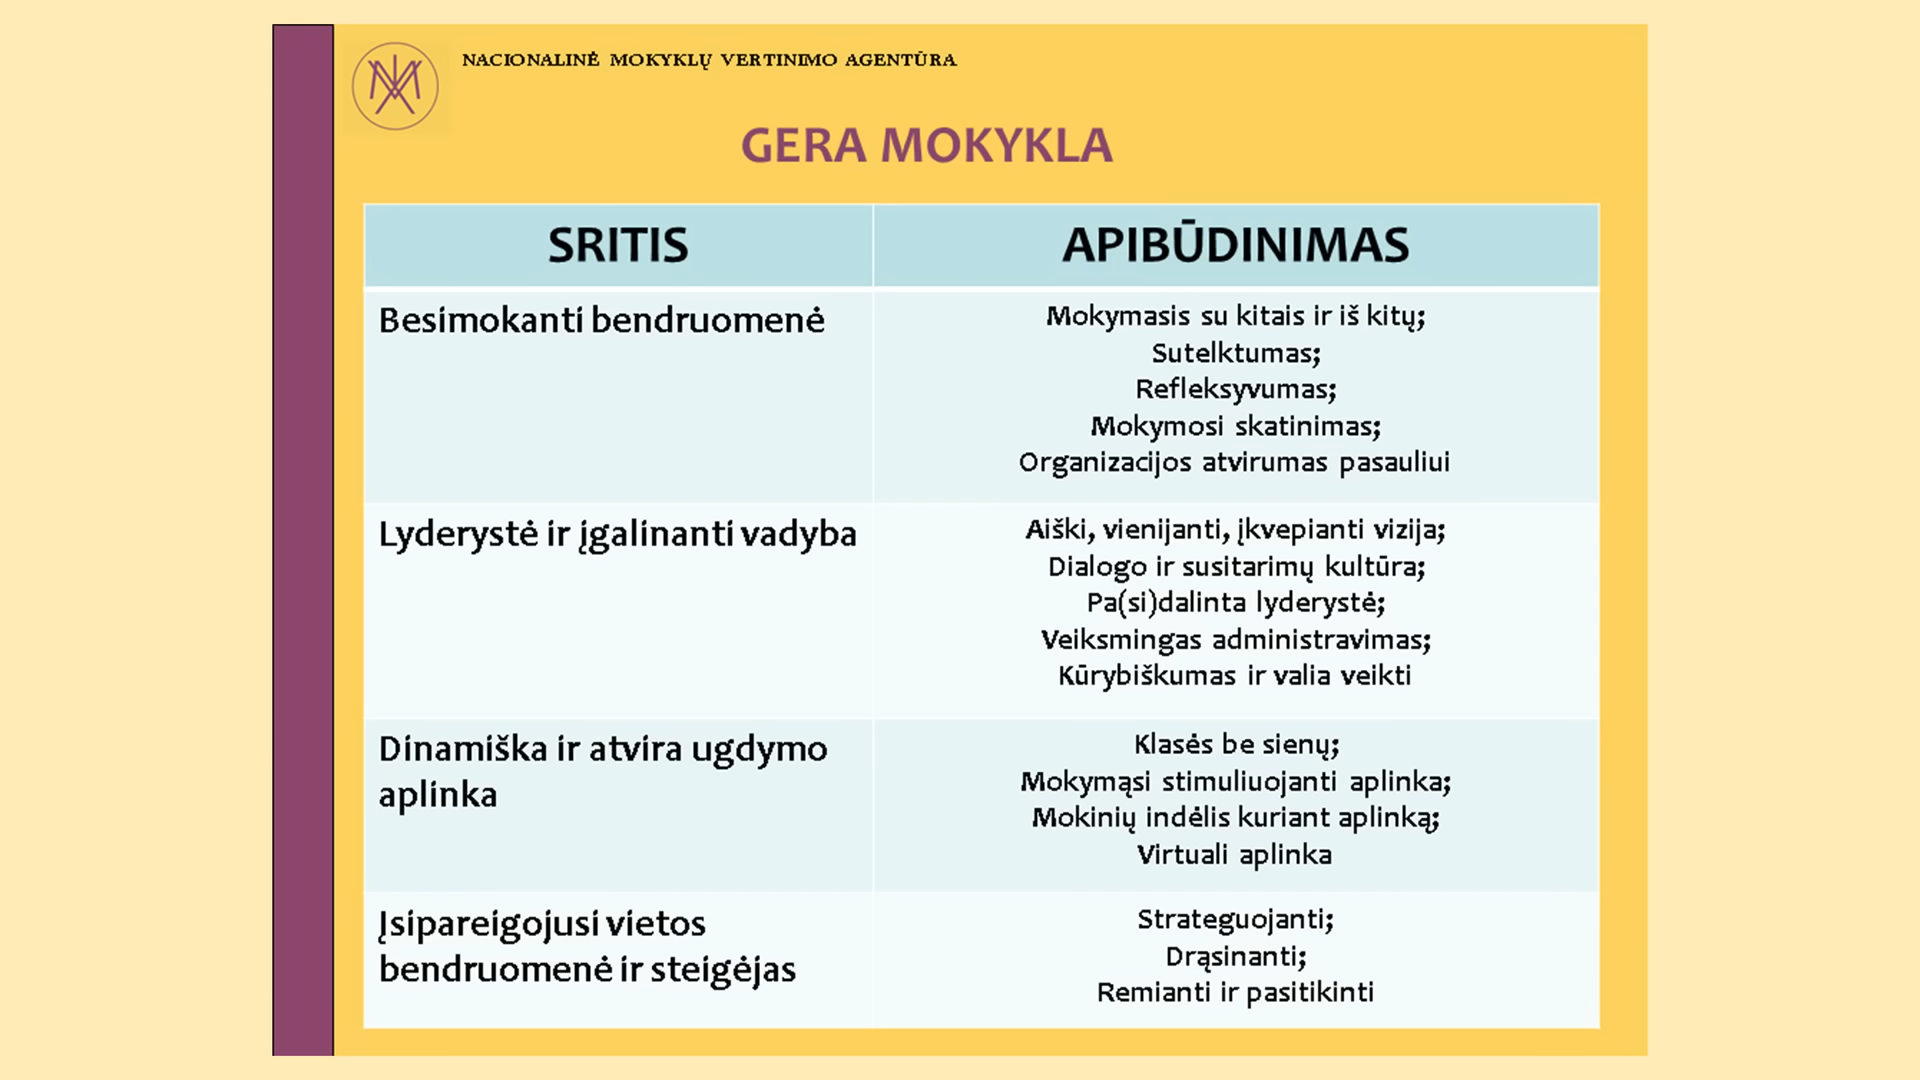 NACIONALINĖ MOKYKLŲ VERTINIMO AGENTŪRA
GERA MOKYKLA
SRITIS
APIBŪDINIMAS
Besimokanti bendruomenė
Mokymasis su kitais ir iš kitų;
Sutelktumas;
Refleksyvumas;
Mokymosi skatinimas;
Organizacijos atvirumas pasauliui
Lyderystė ir įgalinanti vadyba
Aiški, vienijanti, įkvepianti vizija;
Dialogo ir susitarimų kultūra;
Pa(si)dalinta lyderystė;
Veiksmingas administravimas;
Kūrybiškumas ir valia veikti
Dinamiška ir atvira ugdymo
aplinka
Klasės be sienų;
Mokymąsi stimuliuojanti aplinka;
Mokinių indėlis kuriant aplinką;
Virtuali aplinka
Įsipareigojusi vietos
bendruomenė ir steigėjas
Strateguojanti;
Drąsinanti;
Remianti ir pasitikinti